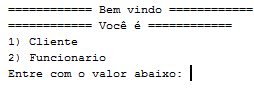 ============ Bem vindo ============
============ Você é ============
1) Cliente
2) Funcionario
Entre com o valor abaixo: